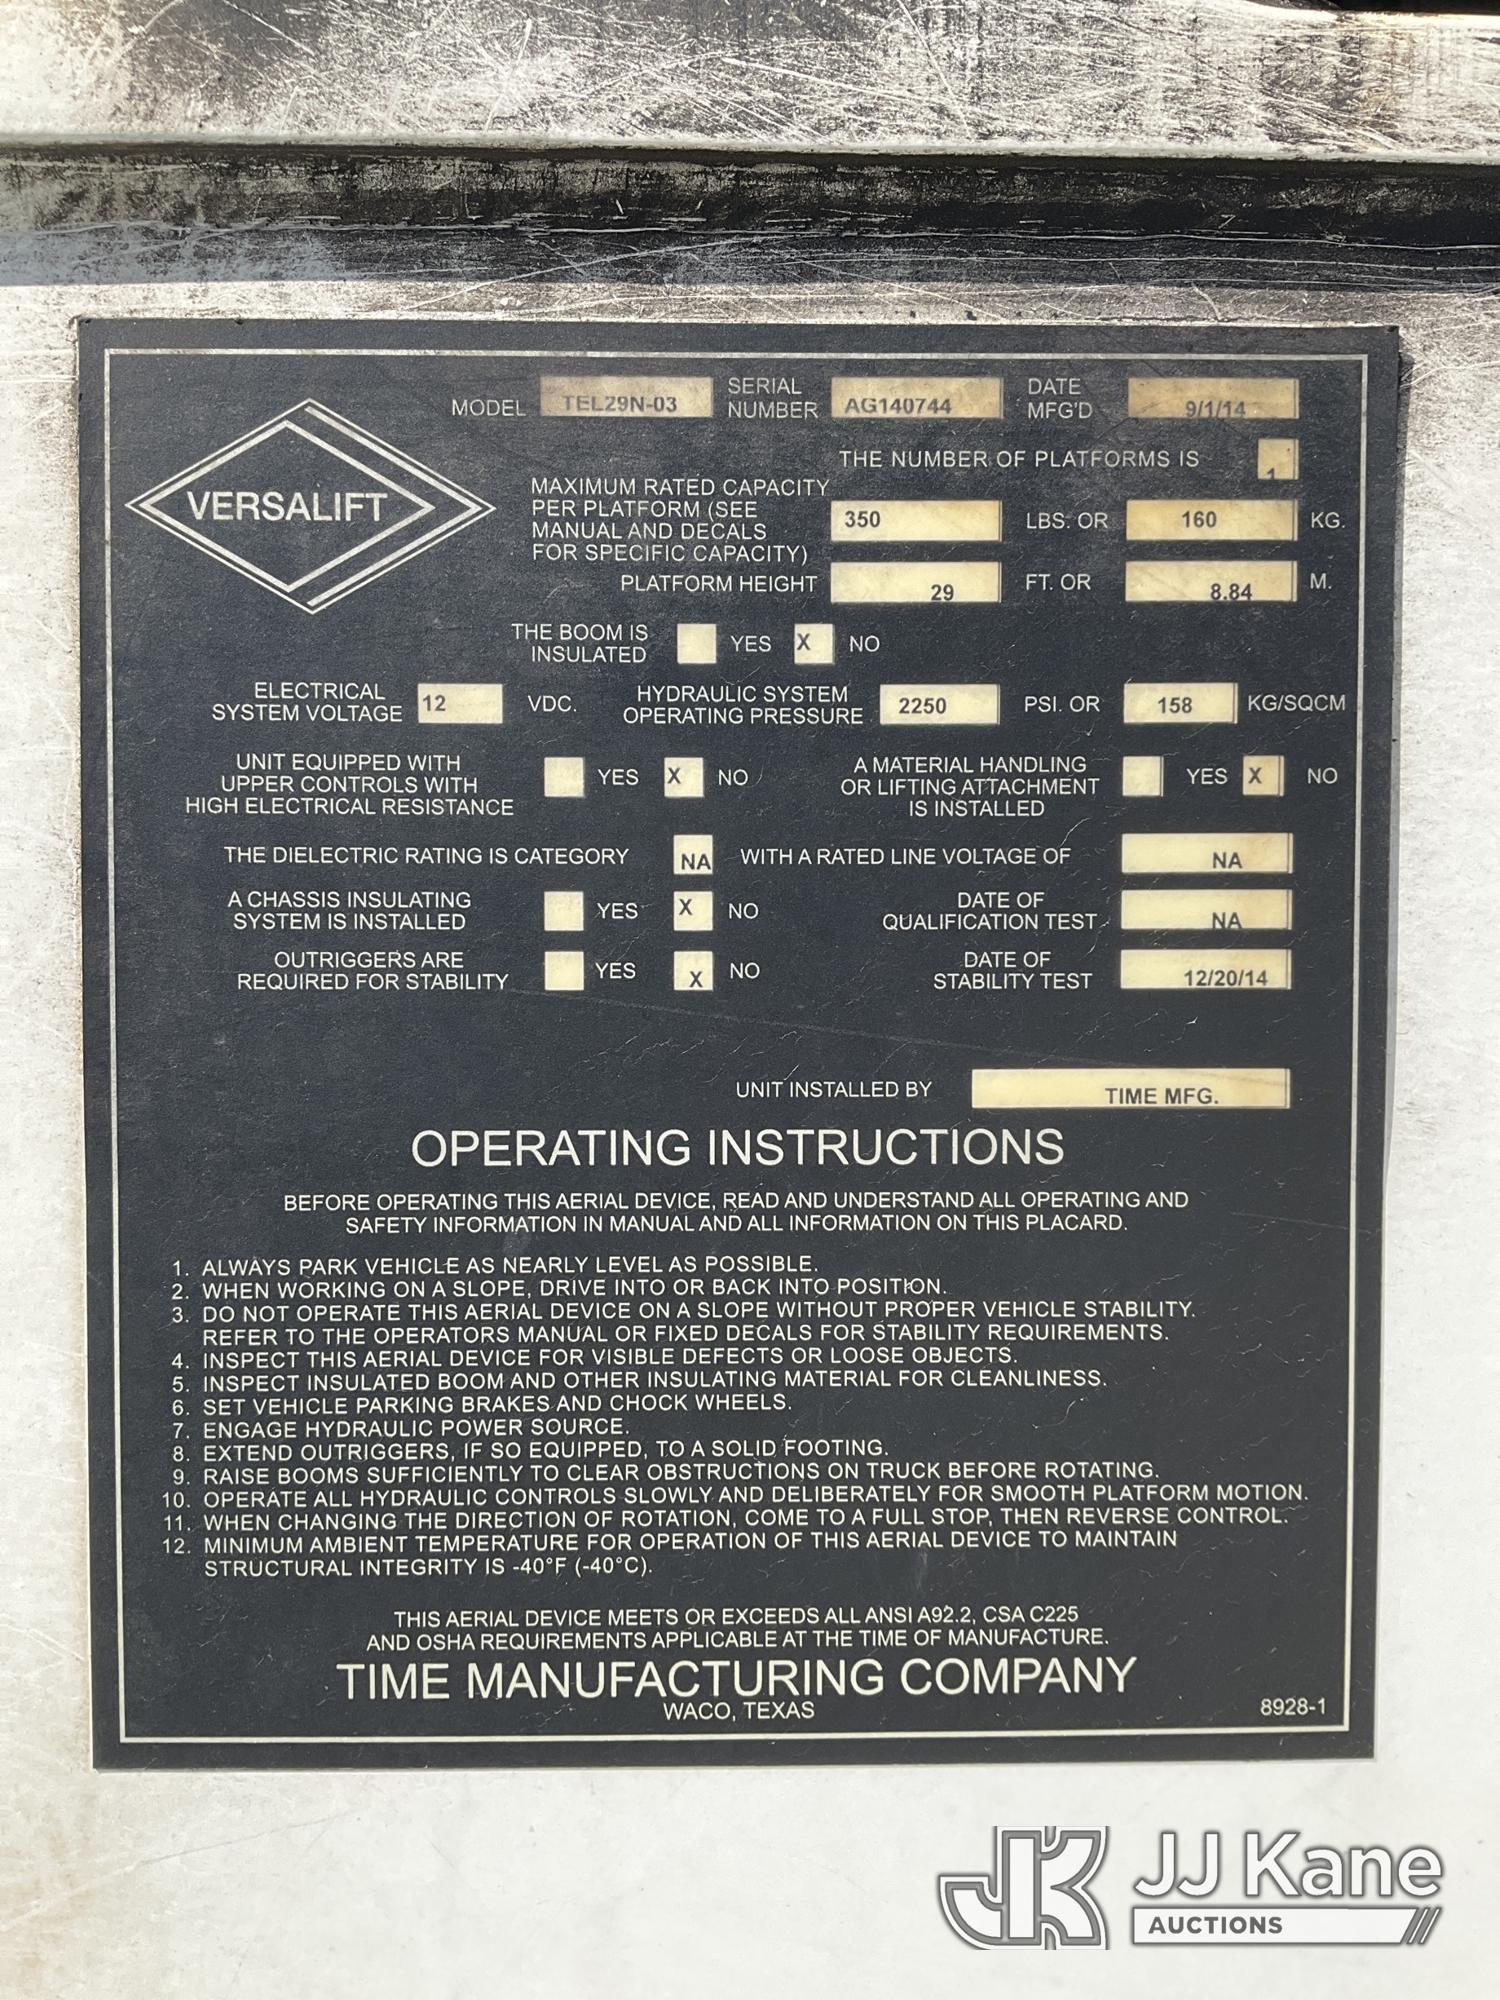 MODEL TEL29N-03 SERIAL NUMBER AG140744 DATE MFG'D 9/1/14
VERSALIFT
THE NUMBER OF PLATFORMS IS 1
MAXIMUM RATED CAPACITY
PER PLATFORM (SEE
MANUAL AND DECALS
FOR SPECIFIC CAPACITY) 350 LBS. OR 160 KG.
PLATFORM HEIGHT 29 FT. OR 8.84 M.
THE BOOM IS
INSULATED YES X NO
ELECTRICAL
SYSTEM VOLTAGE 12 VDC.
HYDRAULIC SYSTEM
OPERATING PRESSURE 2250 PSI. OR 158 KG/SQCM
UNIT EQUIPPED WITH
UPPER CONTROLS WITH
HIGH ELECTRICAL RESISTANCE YES X NO
A MATERIAL HANDLING
OR LIFTING ATTACHMENT
IS INSTALLED YES X NO
THE DIELECTRIC RATING IS CATEGORY NA WITH A RATED LINE VOLTAGE OF NA
A CHASSIS INSULATING
SYSTEM IS INSTALLED YES X NO
DATE OF
QUALIFICATION TEST NA
OUTRIGGERS ARE
REQUIRED FOR STABILITY YES X NO
DATE OF
STABILITY TEST 12/20/14
UNIT INSTALLED BY TIME MFG.
OPERATING INSTRUCTIONS
BEFORE OPERATING THIS AERIAL DEVICE, READ AND UNDERSTAND ALL OPERATING AND
SAFETY INFORMATION IN MANUAL AND ALL INFORMATION ON THIS PLACARD.
1. ALWAYS PARK VEHICLE AS NEARLY LEVEL AS POSSIBLE.
2. WHEN WORKING ON A SLOPE, DRIVE INTO OR BACK INTO POSITION.
3. DO NOT OPERATE THIS AERIAL DEVICE ON A SLOPE WITHOUT PROPER VEHICLE STABILITY.
REFER TO THE OPERATORS MANUAL OR FIXED DECALS FOR STABILITY REQUIREMENTS.
4. INSPECT THIS AERIAL DEVICE FOR VISIBLE DEFECTS OR LOOSE OBJECTS.
5. INSPECT INSULATED BOOM AND OTHER INSULATING MATERIAL FOR CLEANLINESS.
6. SET VEHICLE PARKING BRAKES AND CHOCK WHEELS.
7. ENGAGE HYDRAULIC POWER SOURCE.
8. EXTEND OUTRIGGERS, IF SO EQUIPPED, TO A SOLID FOOTING.
9. RAISE BOOMS SUFFICIENTLY TO CLEAR OBSTRUCTIONS ON TRUCK BEFORE ROTATING.
10. OPERATE ALL HYDRAULIC CONTROLS SLOWLY AND DELIBERATELY FOR SMOOTH PLATFORM MOTION.
11. WHEN CHANGING THE DIRECTION OF ROTATION, COME TO A FULL STOP, THEN REVERSE CONTROL.
12. MINIMUM AMBIENT TEMPERATURE FOR OPERATION OF THIS AERIAL DEVICE TO MAINTAIN
STRUCTURAL INTEGRITY IS -40°F (-40°C).
THIS AERIAL DEVICE MEETS OR EXCEEDS ALL ANSI A92.2, CSA C225
AND OSHA REQUIREMENTS APPLICABLE AT THE TIME OF MANUFACTURE.
TIME MANUFACTURING COMPANY
WACO, TEXAS
8928-1
JK JJ Kane
AUCTIONS